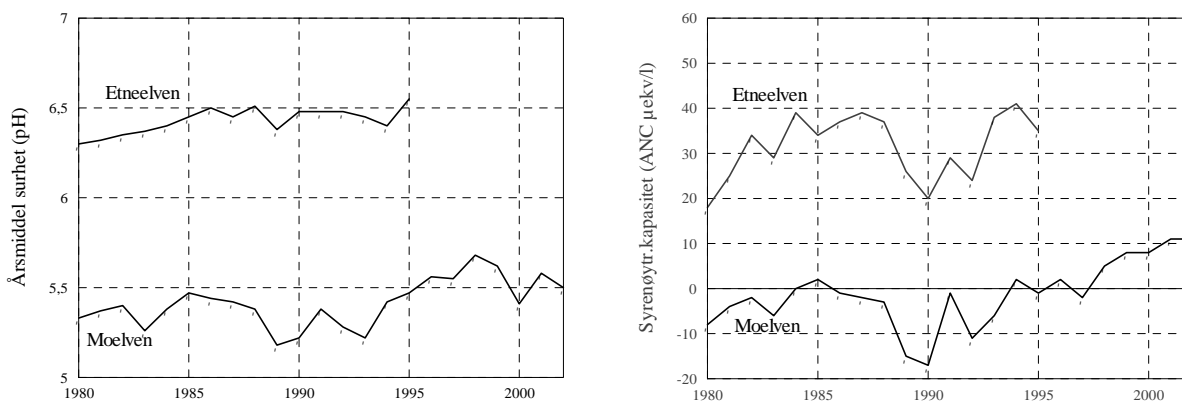 Årsmiddel surhet (pH)
7
6,5
6
5,5
5
Etneelven
Moelven
1980 1985 1990 1995 2000
Syrenøytr.kapasitet (ANC µekv/l)
60
50
40
30
20
10
0
-10
-20
Etneelven
Moelven
1980 1985 1990 1995 2000